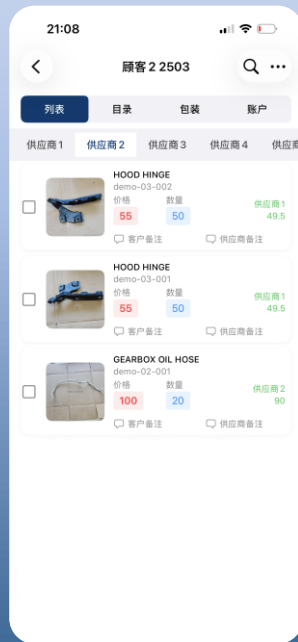 21:08
顾客 2 2503
列表 目录 包装 账户
供应商 1 供应商 2 供应商 3 供应商 4 供应商
HOOD HINGE
demo-03-002
价格 数量
供应商 1
55 50 49.5
客户备注 供应商备注
HOOD HINGE
demo-03-001
价格 数量
供应商 1
55 50 49.5
客户备注 供应商备注
GEARBOX OIL HOSE
demo-02-001
价格 数量
供应商 2
100 20 90
客户备注 供应商备注